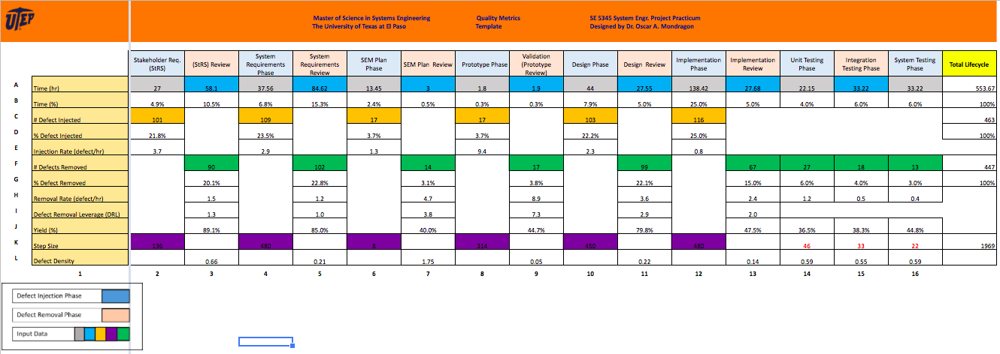 UTEP
Master of Science in Systems Engineering Quality Metrics SE 5345 System Engr. Project Practicum
The University of Texas at El Paso Template Designed by Dr. Oscar A. Mondragon
Stakeholder Req. (StRS) (StRS) Review System Requirements Phase System Requirements Review SEM Plan Phase SEM Plan Review Prototype Phase Validation (Prototype Review) Design Phase Design Review Implementation Phase Implementation Review Unit Testing Phase Integration Testing Phase System Testing Phase Total Lifecycle
A Time (hr) 27 58.1 37.56 84.62 13.45 3 1.8 1.9 44 27.55 138.42 27.68 22.15 33.22 33.22 553.67
B Time (%) 4.9% 10.5% 6.8% 15.3% 2.4% 0.5% 0.3% 0.3% 7.9% 5.0% 25.0% 5.0% 4.0% 6.0% 6.0% 100%
C # Defect Injected 101 109 17 17 103 116 463
D % Defect Injected 21.8% 23.5% 3.7% 3.7% 22.2% 25.0% 100%
E Injection Rate (defect/hr) 3.7 2.9 1.3 9.4 2.3 0.8
F # Defects Removed 90 102 14 17 99 67 27 18 13 447
G % Defect Removed 20.1% 22.8% 3.1% 3.8% 22.1% 15.0% 6.0% 4.0% 3.0% 100%
H Removal Rate (defect/hr) 1.5 1.2 4.7 8.9 3.6 2.4 1.2 0.5 0.4
I Defect Removal Leverage (DRL) 1.3 1.0 3.8 7.3 2.9 2.0
J Yield (%) 89.1% 85.0% 40.0% 44.7% 79.8% 47.5% 36.5% 38.3% 44.8%
K Step Size 136 480 8 314 450 480 46 33 22 1969
L Defect Density 0.66 0.21 1.75 0.05 0.22 0.14 0.59 0.55 0.59
1 2 3 4 5 6 7 8 9 10 11 12 13 14 15 16
Defect Injection Phase
Defect Removal Phase
Input Data